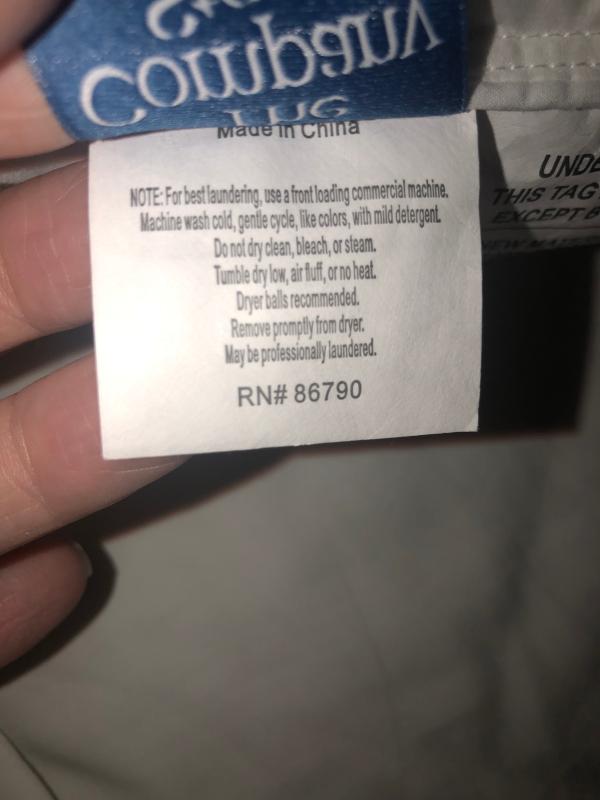 Company
Made in China
NOTE: For best laundering, use a front loading commercial machine.
Machine wash cold, gentle cycle, like colors, with mild detergent.
Do not dry clean, bleach, or steam.
Tumble dry low, air fluff, or no heat.
Dryer balls recommended.
Remove promptly from dryer.
May be professionally laundered.
RN# 86790
UNDE
THIS TAG
EXCEPT B